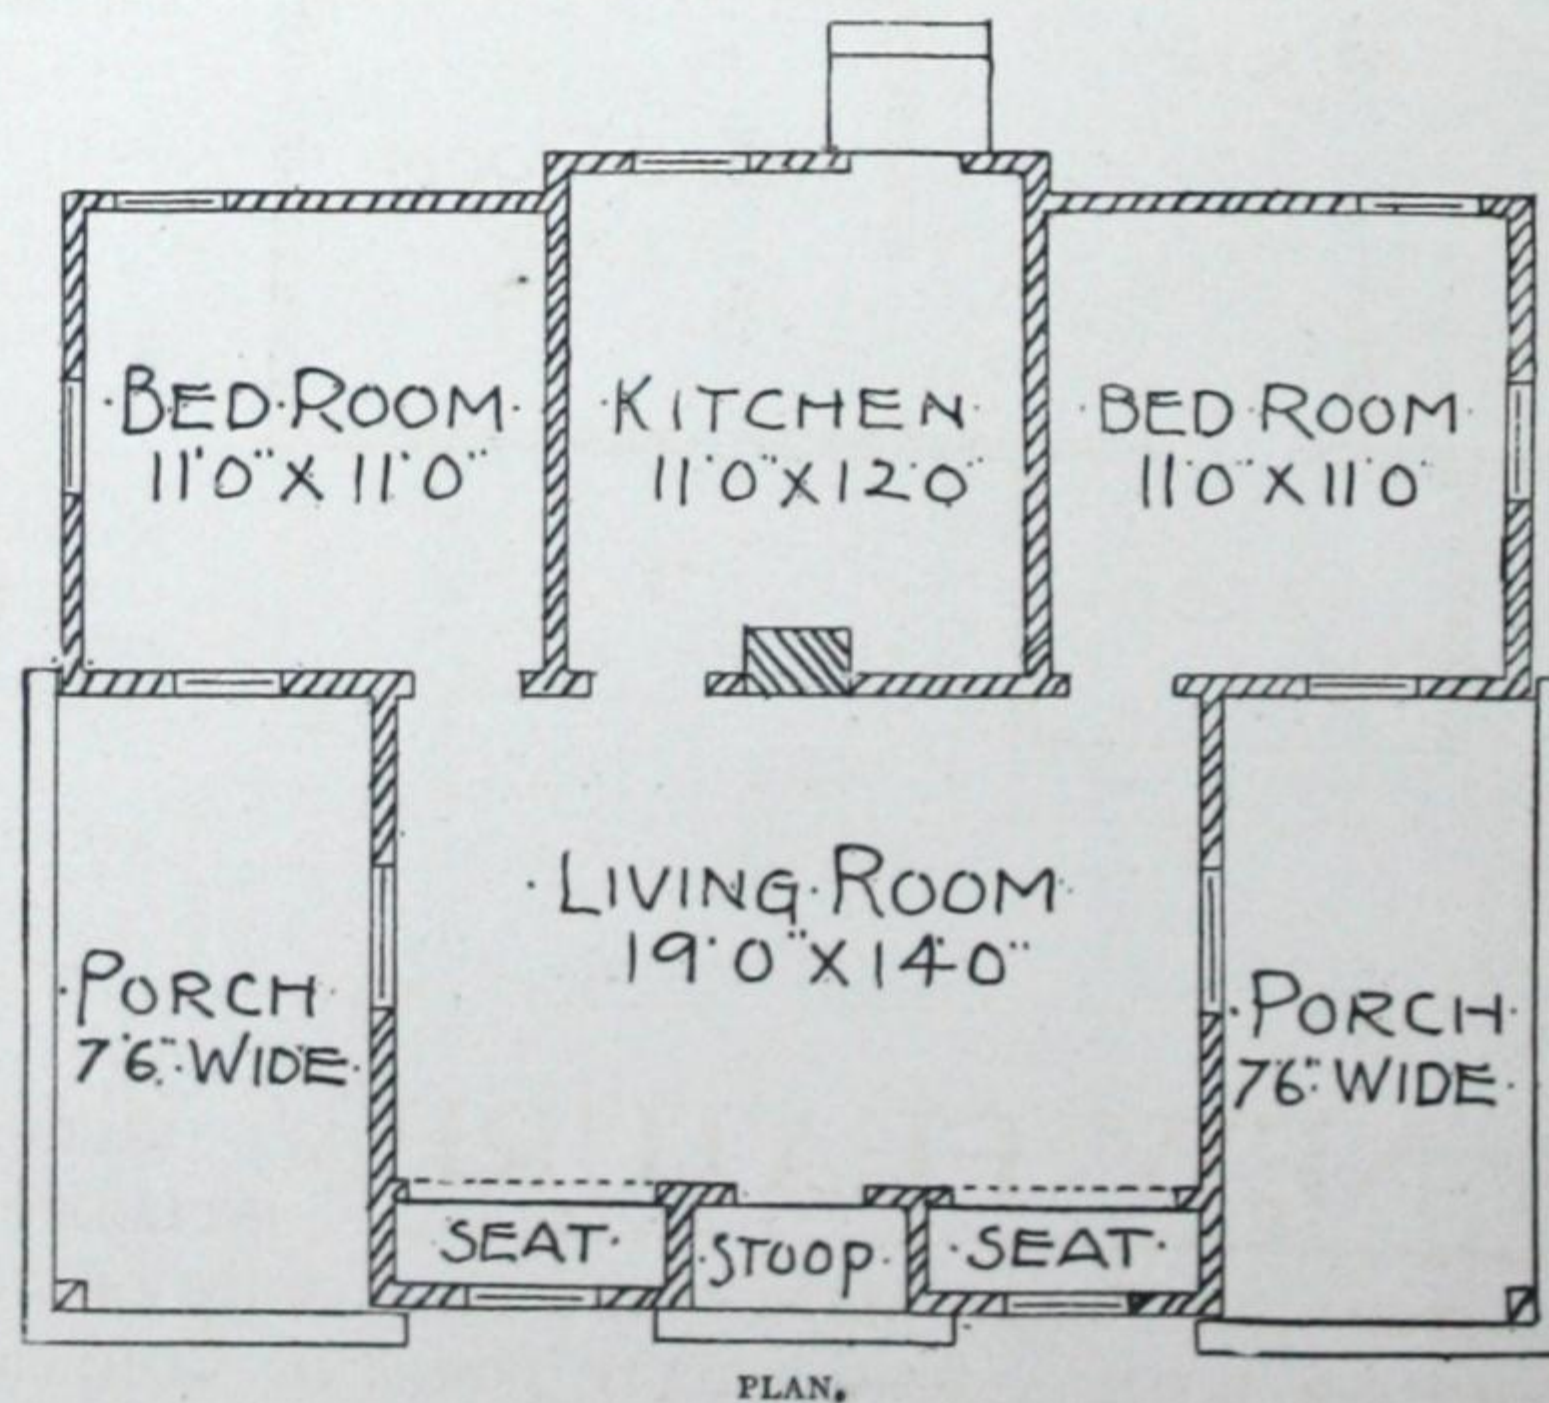 ·BED·ROOM·
11'0"X 11'0"
·KITCHEN·
11'0"X12'0"
·BED·ROOM·
11'0"X11'0
·LIVING·ROOM·
19'0"X14'0"
·PORCH·
7'6"·WIDE·
·PORCH·
7'6"·WIDE·
·SEAT·
·STOOP·
·SEAT·
PLAN.